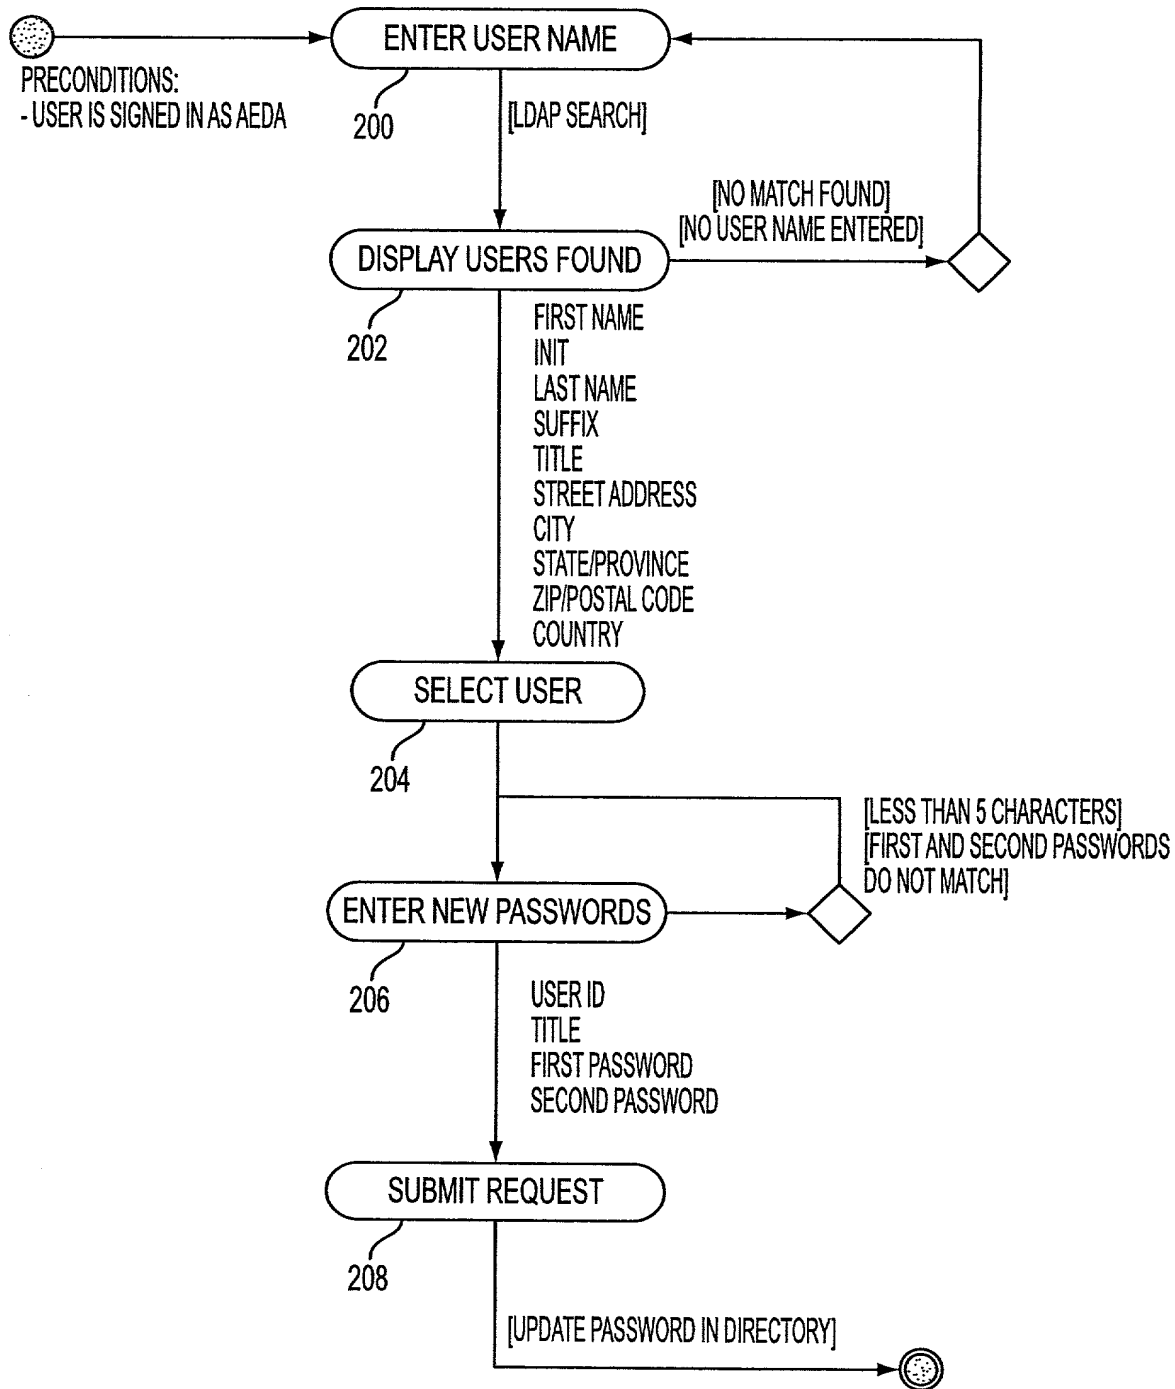 ENTER USER NAME
PRECONDITIONS:
- USER IS SIGNED IN AS AEDA
200
[LDAP SEARCH]
[NO MATCH FOUND]
[NO USER NAME ENTERED]
DISPLAY USERS FOUND
202
FIRST NAME
INIT
LAST NAME
SUFFIX
TITLE
STREET ADDRESS
CITY
STATE/PROVINCE
ZIP/POSTAL CODE
COUNTRY
SELECT USER
204
[LESS THAN 5 CHARACTERS]
[FIRST AND SECOND PASSWORDS
DO NOT MATCH]
ENTER NEW PASSWORDS
206
USER ID
TITLE
FIRST PASSWORD
SECOND PASSWORD
SUBMIT REQUEST
208
[UPDATE PASSWORD IN DIRECTORY]